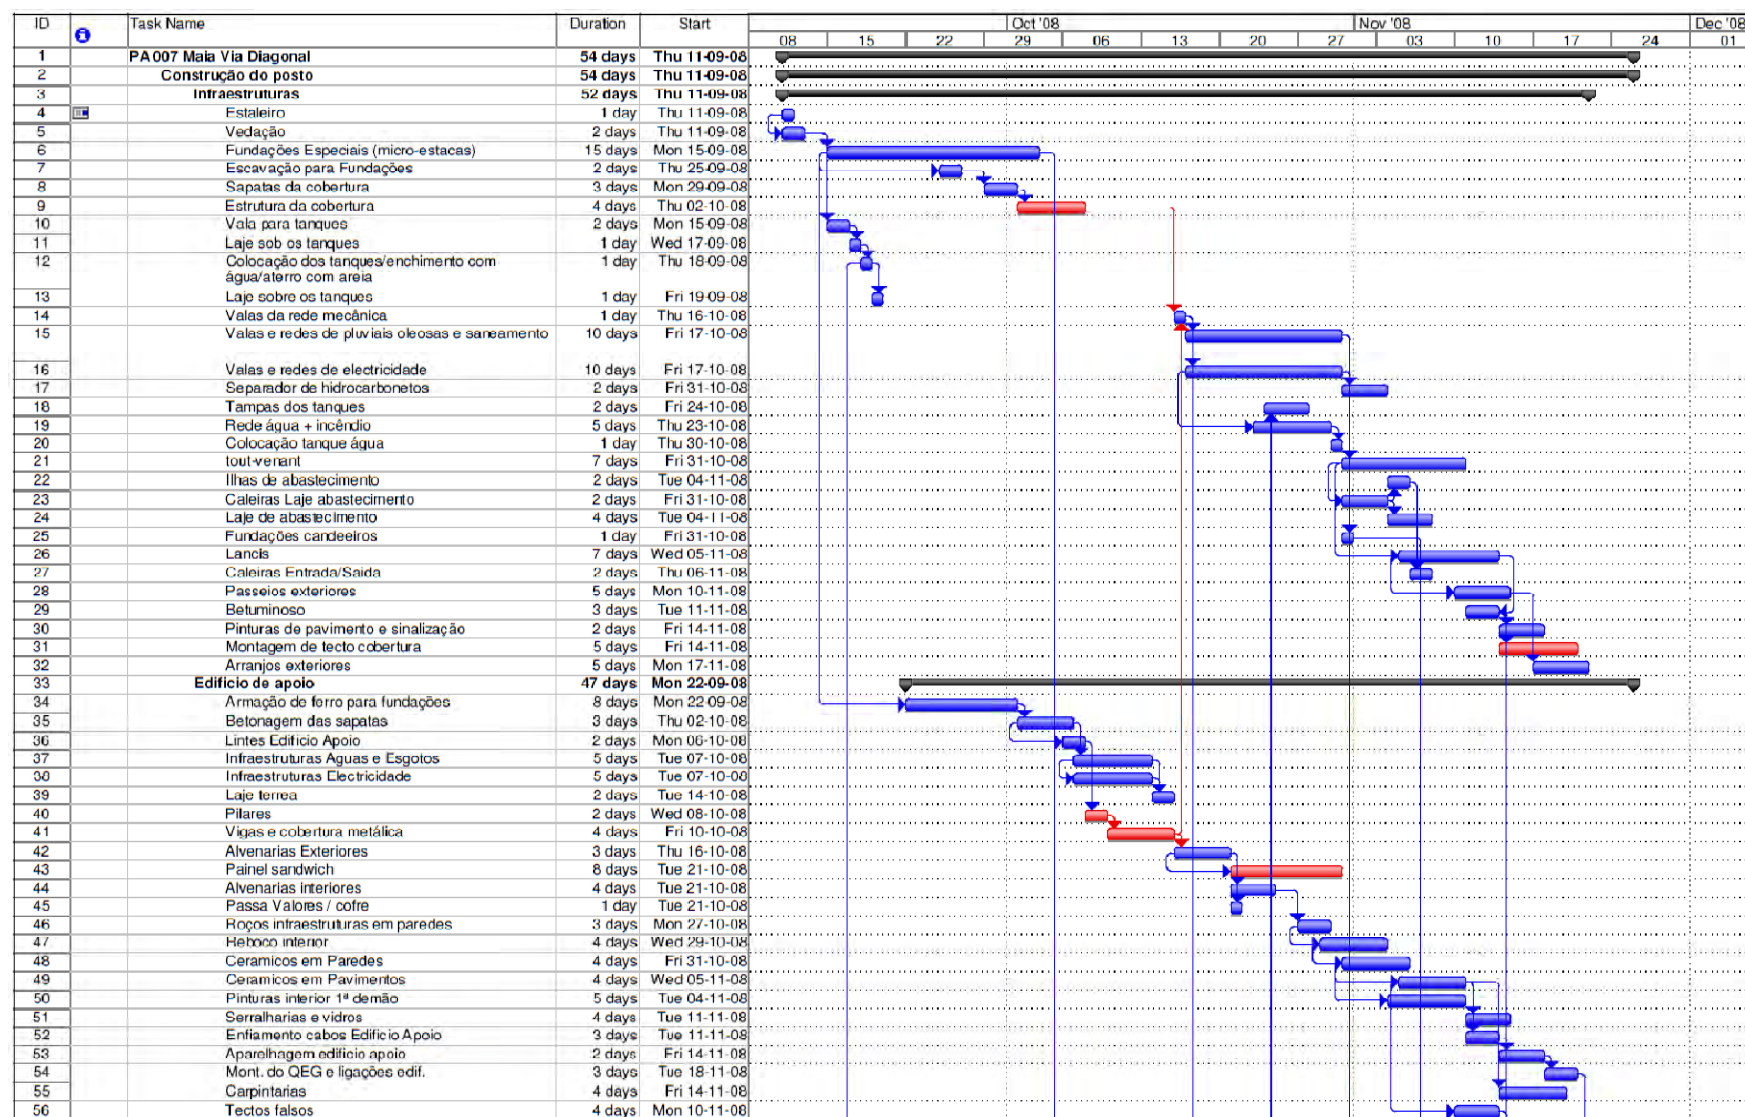 ID Task Name Duration Start Oct '08 Nov '08 Dec '08
08 15 22 29 06 13 20 27 03 10 17 24 01
1 PA007 Maia Via Diagonal 54 days Thu 11-09-08
2 Construção do posto 54 days Thu 11-09-08
3 Infraestruturas 52 days Thu 11-09-08
4 Estaleiro 1 day Thu 11-09-08
5 Vedação 2 days Thu 11-09-08
6 Fundações Especiais (micro-estacas) 15 days Mon 15-09-08
7 Escavação para Fundações 2 days Thu 25-09-08
8 Sapatas da cobertura 3 days Mon 29-09-08
9 Estrutura da cobertura 4 days Thu 02-10-08
10 Vala para tanques 2 days Mon 15-09-08
11 Laje sob os tanques 1 day Wed 17-09-08
12 Colocação dos tanques/enchimento com 1 day Thu 18-09-08
água/aterro com areia
13 Laje sobre os tanques 1 day Fri 19-09-08
14 Valas da rede mecânica 1 day Thu 16-10-08
15 Valas e redes de pluviais oleosas e saneamento 10 days Fri 17-10-08
16 Valas e redes de electricidade 10 days Fri 17-10-08
17 Separador de hidrocarbonetos 2 days Fri 31-10-08
18 Tampas dos tanques 2 days Fri 24-10-08
19 Rede água + incêndio 5 days Thu 23-10-08
20 Colocação tanque água 1 day Thu 30-10-08
21 tout-venant 7 days Fri 31-10-08
22 Ilhas de abastecimento 2 days Tue 04-11-08
23 Caleiras Laje abastecimento 2 days Fri 31-10-08
24 Laje de abastecimento 4 days Tue 04-11-08
25 Fundações candeeiros 1 day Fri 31-10-08
26 Lancis 7 days Wed 05-11-08
27 Caleiras Entrada/Saida 2 days Thu 06-11-08
28 Passeios exteriores 5 days Mon 10-11-08
29 Betuminoso 3 days Tue 11-11-08
30 Pinturas de pavimento e sinalização 2 days Fri 14-11-08
31 Montagem de tecto cobertura 5 days Fri 14-11-08
32 Arranjos exteriores 5 days Mon 17-11-08
33 Edificio de apoio 47 days Mon 22-09-08
34 Armação de ferro para fundações 8 days Mon 22-09-08
35 Betonagem das sapatas 3 days Thu 02-10-08
36 Lintes Edificio Apoio 2 days Mon 06-10-08
37 Infraestruturas Aguas e Esgotos 5 days Tue 07-10-08
38 Infraestruturas Electricidade 5 days Tue 07-10-08
39 Laje terrea 2 days Tue 14-10-08
40 Pilares 2 days Wed 08-10-08
41 Vigas e cobertura metálica 4 days Fri 10-10-08
42 Alvenarias Exteriores 3 days Thu 16-10-08
43 Painel sandwich 8 days Tue 21-10-08
44 Alvenarias interiores 4 days Tue 21-10-08
45 Passa Valores / cofre 1 day Tue 21-10-08
46 Roços infraestruturas em paredes 3 days Mon 27-10-08
47 Reboco interior 4 days Wed 29-10-08
48 Ceramicos em Paredes 4 days Fri 31-10-08
49 Ceramicos em Pavimentos 4 days Wed 05-11-08
50 Pinturas interior 1ª demão 5 days Tue 04-11-08
51 Serralharias e vidros 4 days Tue 11-11-08
52 Enfiamento cabos Edificio Apoio 3 days Tue 11-11-08
53 Aparelhagem edificio apoio 2 days Fri 14-11-08
54 Mont. do QEG e ligações edif. 3 days Tue 18-11-08
55 Carpintarias 4 days Fri 14-11-08
56 Tectos falsos 4 days Mon 10-11-08